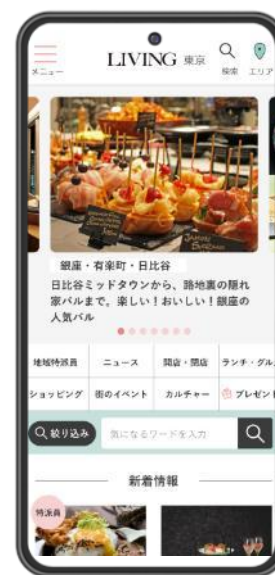 LIVING 東京
メニュー
検索
エリア
JAMON SERRANO
銀座・有楽町・日比谷
日比谷ミッドタウンから、路地裏の隠れ
家バルまで。楽しい！おいしい！銀座の
人気バル
地域特派員 ニュース 開店・閉店 ランチ・グル
ショッピング 街のイベント カルチャー プレゼント
絞り込み 気になるワードを入力
新着情報
特派員